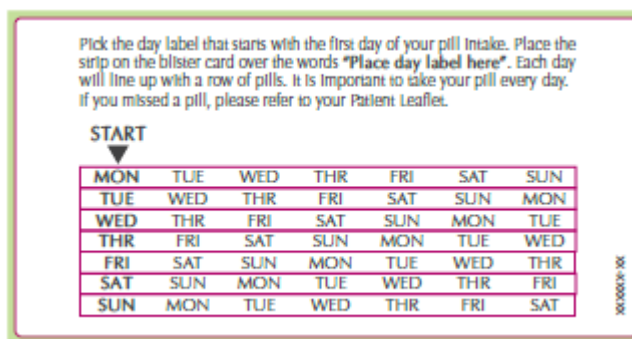 Pick the day label that starts with the first day of your pill intake. Place the
strip on the blister card over the words "Place day label here". Each day
will line up with a row of pills. It is important to take your pill every day.
If you missed a pill, please refer to your Patient Leaflet.
START
MON TUE WED THR FRI SAT SUN
TUE WED THR FRI SAT SUN MON
WED THR FRI SAT SUN MON TUE
THR FRI SAT SUN MON TUE WED
FRI SAT SUN MON TUE WED THR
SAT SUN MON TUE WED THR FRI
SUN MON TUE WED THR FRI SAT